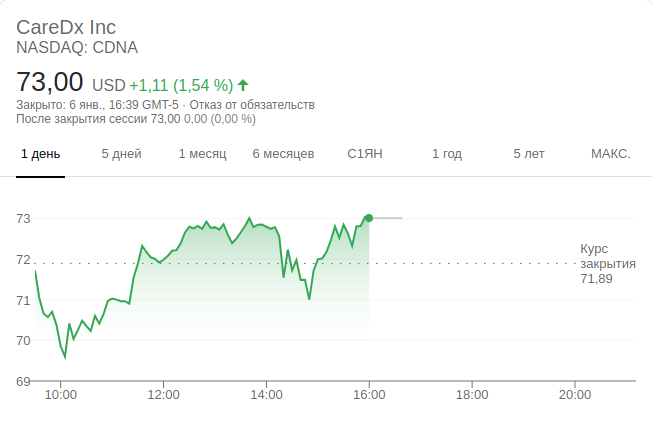 CareDx Inc
NASDAQ: CDNA
73,00 USD +1,11 (1,54 %)
Закрыто: 6 янв., 16:39 GMT-5 · Отказ от обязательств
После закрытия сессии 73,00 0,00 (0,00 %)
1 день 5 дней 1 месяц 6 месяцев С1ЯН 1 год 5 лет МАКС.
73
Курс
72
закрытия
71,89
71
70
69
10:00 12:00 14:00 16:00 18:00 20:00